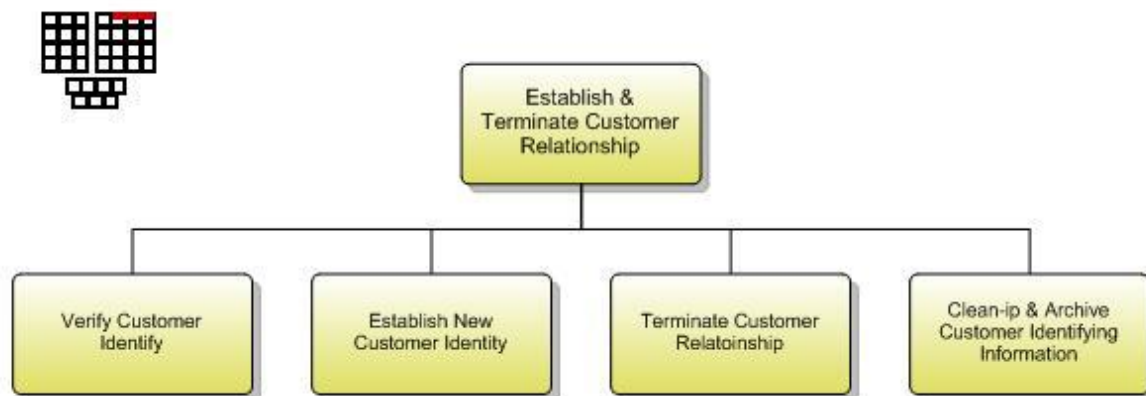 Establish &
Terminate Customer
Relationship
Verify Customer
Identify
Establish New
Customer Identity
Terminate Customer
Relatoinship
Clean-ip & Archive
Customer Identifying
Information